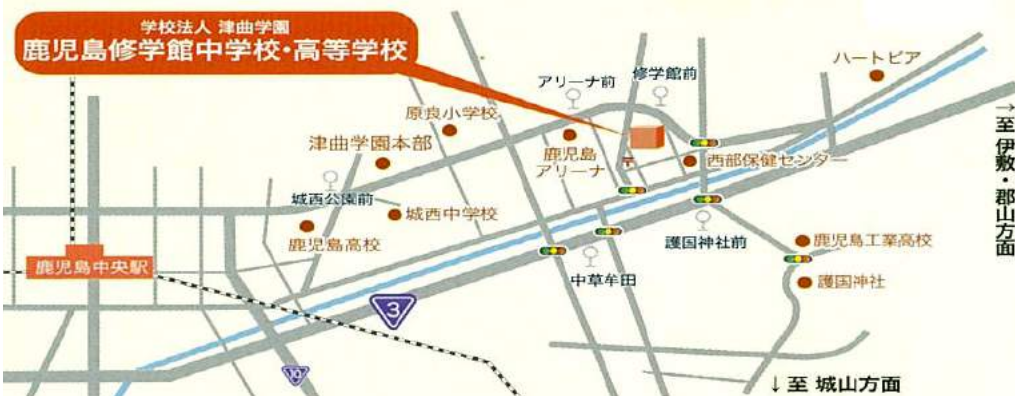 学校法人 津曲学園
鹿児島修学館中学校・高等学校
ハートピア
アリーナ前
修学館前
原良小学校
津曲学園本部
鹿児島
アリーナ
西部保健センター
→至 伊敷・郡山方面
城西公園前
城西中学校
鹿児島高校
護国神社前
鹿児島工業高校
鹿児島中央駅
中草牟田
護国神社
3
10
↓至 城山方面